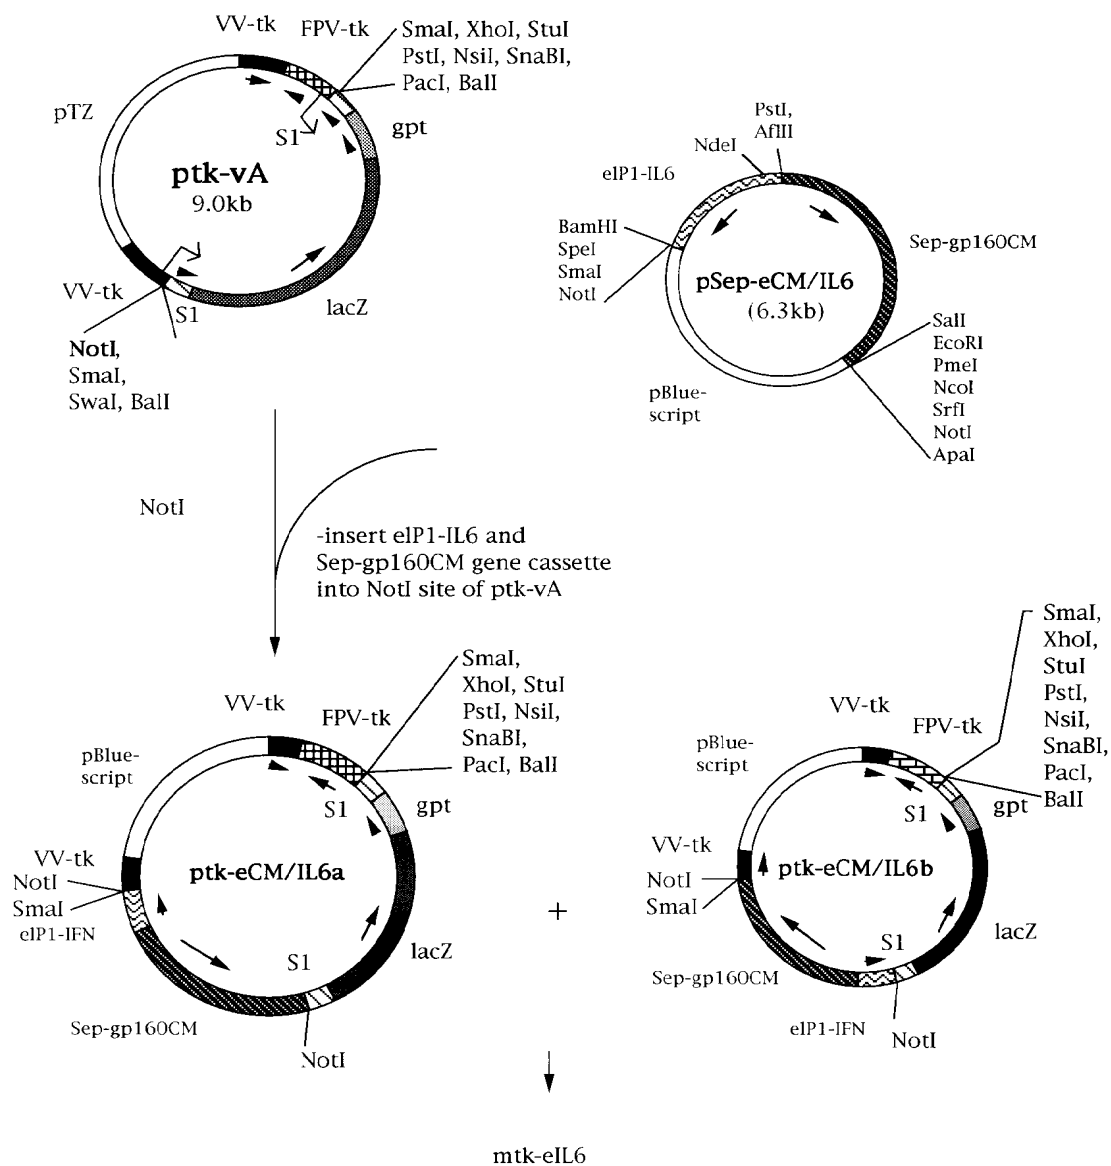 VV-tk
FPV-tk
SmaI, XhoI, StuI
PstI, NsiI, SnaBI,
PacI, BalI
pTZ
S1
gpt
ptk-vA
9.0kb
VV-tk
S1
lacZ
NotI,
SmaI,
SwaI, BalI
PstI,
AflII
NdeI
eIP1-IL6
BamHI
SpeI
SmaI
NotI
Sep-gp160CM
pSep-eCM/IL6
(6.3kb)
pBlue-
script
SalI
EcoRI
PmeI
NcoI
SrfI
NotI
ApaI
NotI
-insert eIP1-IL6 and
Sep-gp160CM gene cassette
into NotI site of ptk-vA
VV-tk
FPV-tk
SmaI,
XhoI, StuI
PstI, NsiI,
SnaBI,
PacI, BalI
pBlue-
script
S1
gpt
VV-tk
NotI
SmaI
eIP1-IFN
ptk-eCM/IL6a
S1
lacZ
Sep-gp160CM
NotI
+
VV-tk
FPV-tk
SmaI,
XhoI,
StuI
PstI,
NsiI,
SnaBI,
PacI,
BalI
pBlue-
script
S1
gpt
VV-tk
NotI
SmaI
ptk-eCM/IL6b
S1
lacZ
Sep-gp160CM
eIP1-IFN
NotI
mtk-eIL6